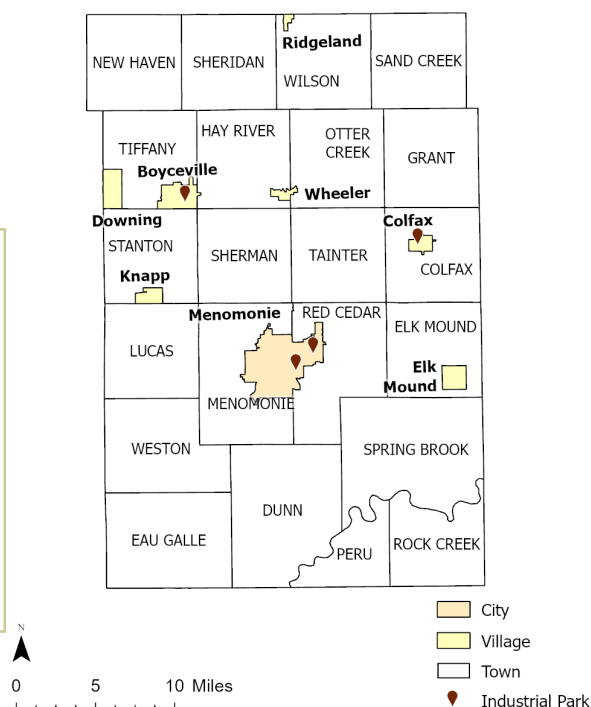 Ridgeland
NEW HAVEN
SHERIDAN
SAND CREEK
WILSON
HAY RIVER
OTTER
CREEK
TIFFANY
GRANT
Boyceville
Wheeler
Downing
Colfax
STANTON
SHERMAN
TAINTER
COLFAX
Knapp
Menomonie
RED CEDAR
ELK MOUND
LUCAS
Elk
Mound
MENOMONIE
WESTON
SPRING BROOK
DUNN
EAU GALLE
PERU
ROCK CREEK
City
Village
Town
Industrial Park
N
0 5 10 Miles